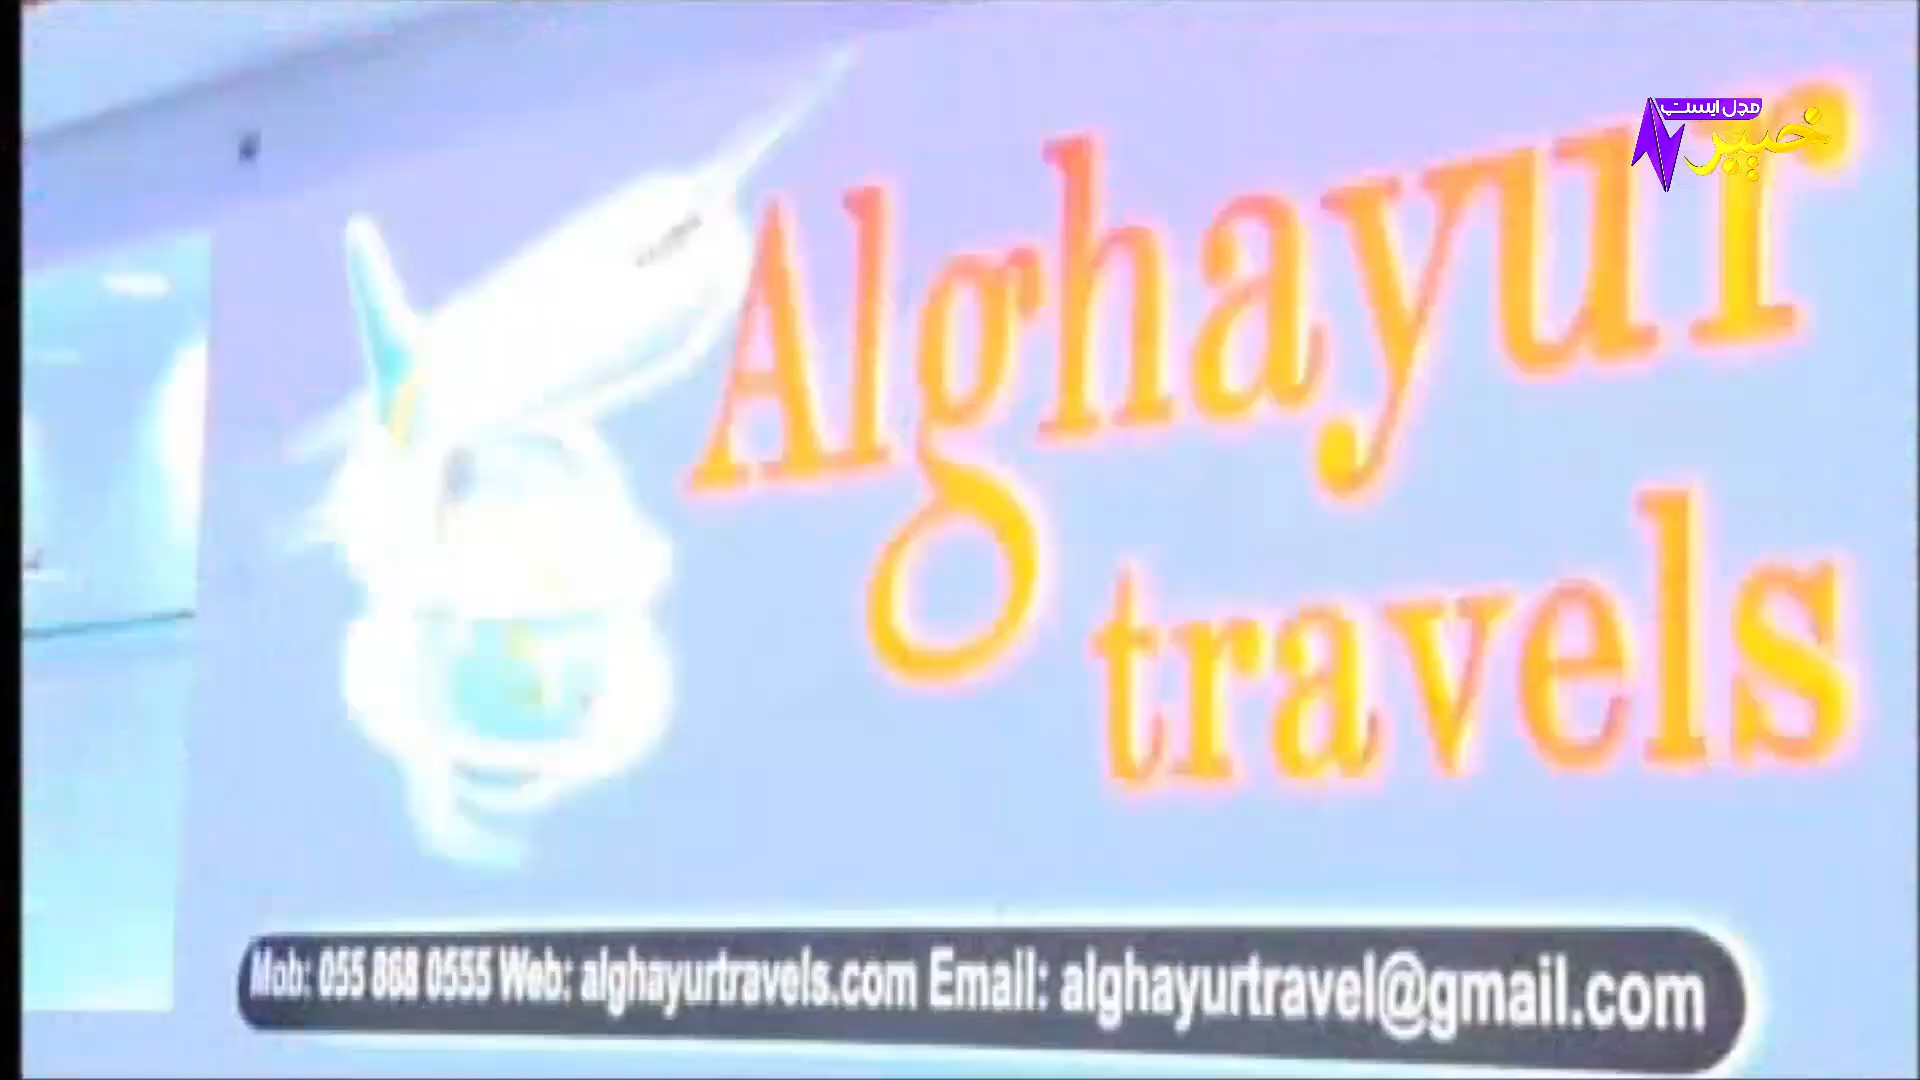 مڈل ایسٹ
خیبر
Alghayur
travels
Mob: 055 868 0555 Web: alghayurtravels.com Email: alghayurtravel@gmail.com